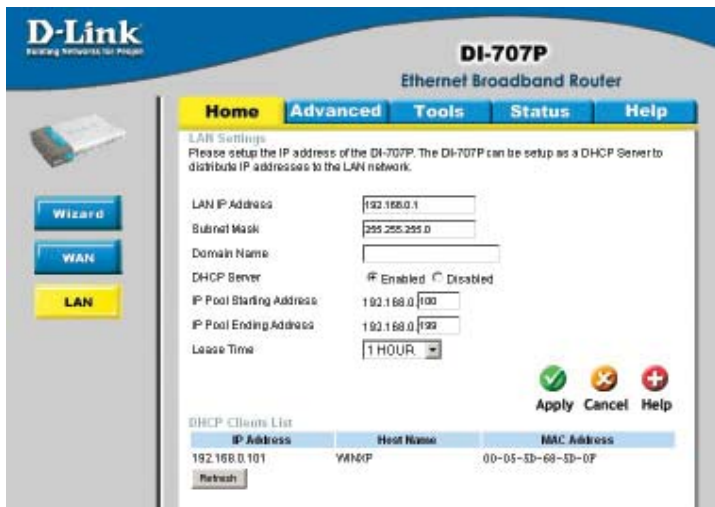 D-Link
Building Networks for People
DI-707P
Ethernet Broadband Router
Home Advanced Tools Status Help
LAN Settings
Please setup the IP address of the DI-707P. The DI-707P can be setup as a DHCP Server to
distribute IP addresses to the LAN network.
Wizard
WAN
LAN
LAN IP Address 192.168.0.1
Subnet Mask 255.255.255.0
Domain Name
DHCP Server Enabled Disabled
IP Pool Starting Address 192.168.0.100
IP Pool Ending Address 192.168.0.199
Lease Time 1 HOUR
Apply Cancel Help
DHCP Clients List
IP Address Host Name MAC Address
192.168.0.101 WINXP 00-05-5D-68-5D-0F
Refresh